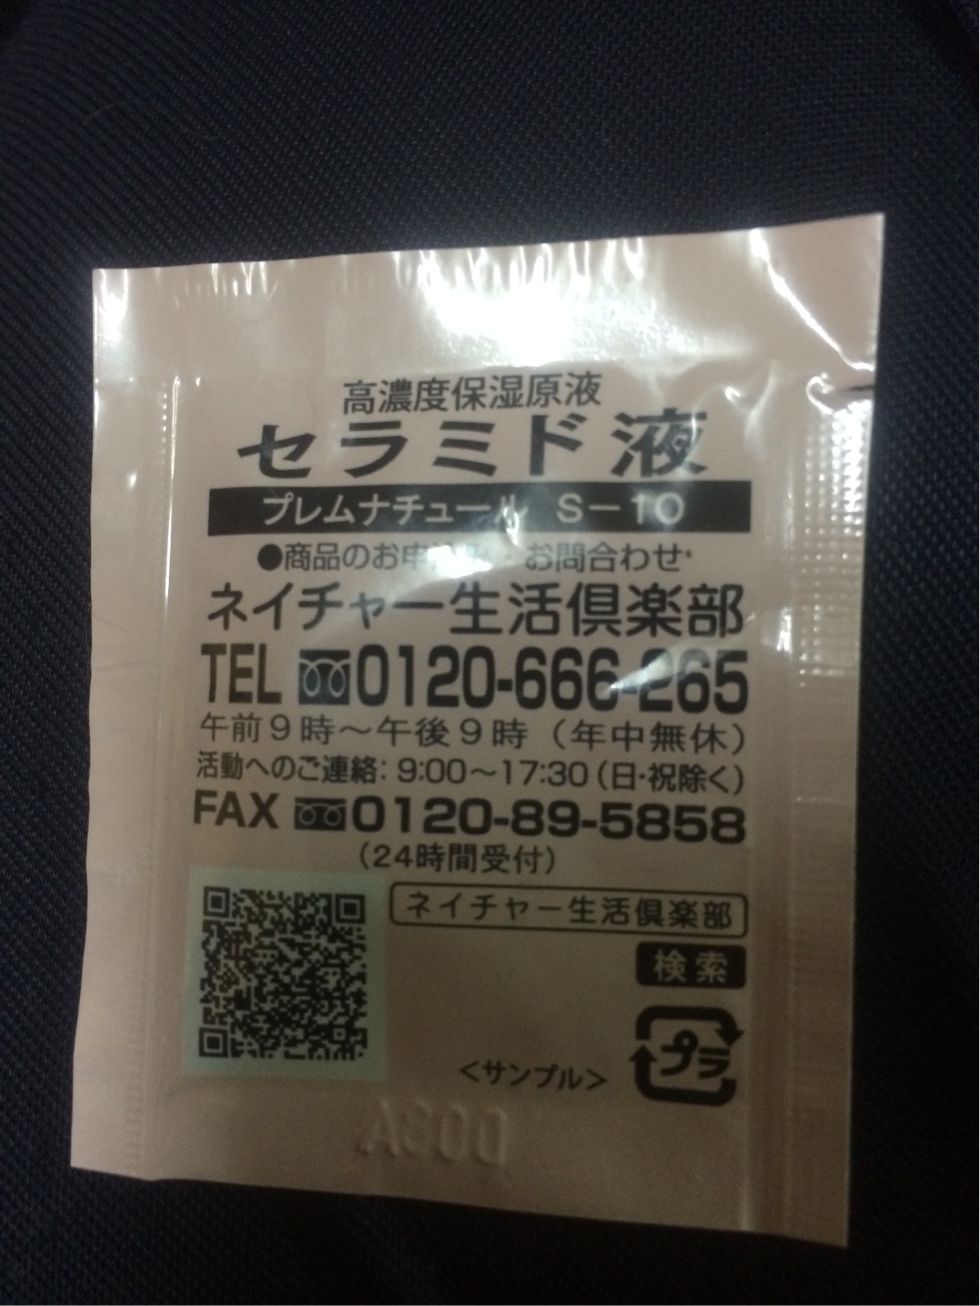 高濃度保湿原液
セラミド液
プレムナチュール S－10
●商品のお申込み お問合わせ
ネイチャー生活倶楽部
TEL 0120-666-265
午前9時～午後9時（年中無休）
活動へのご連絡：9:00～17:30（日・祝除く）
FAX 0120-89-5858
（24時間受付）
ネイチャー生活倶楽部
検索
プラ
＜サンプル＞